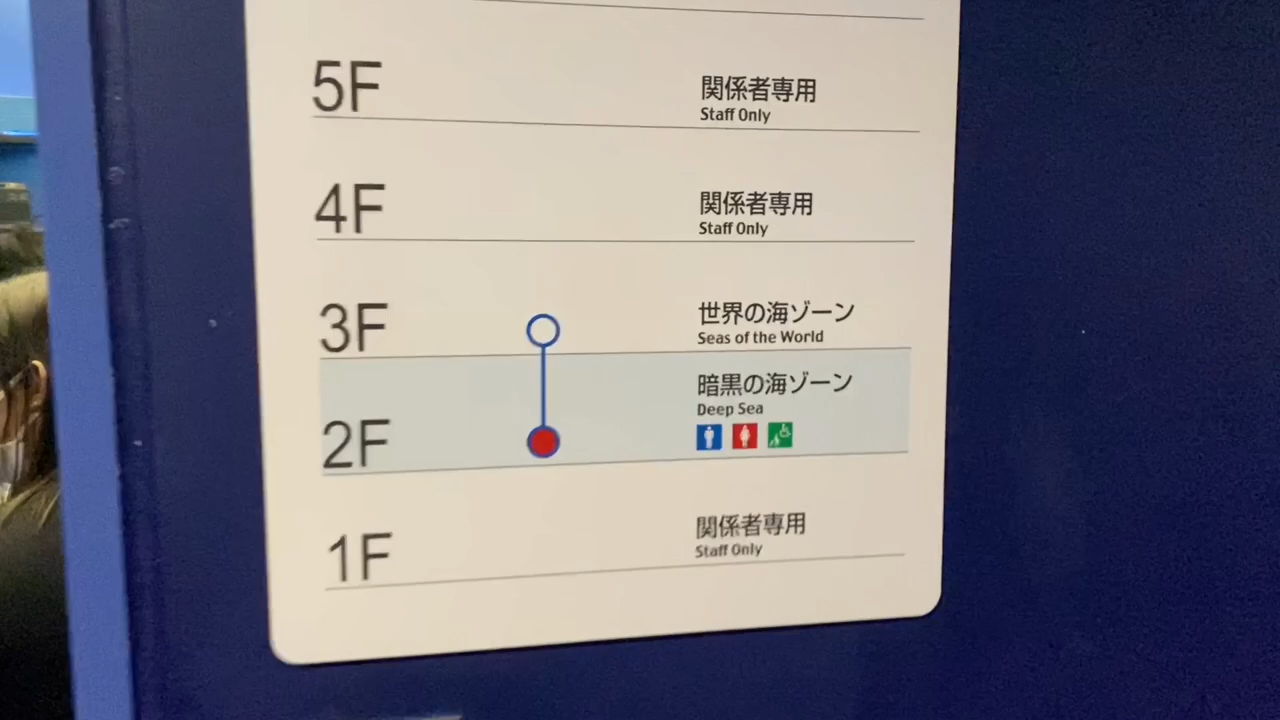 5F
関係者専用
Staff Only
4F
関係者専用
Staff Only
3F
世界の海ゾーン
Seas of the World
2F
暗黒の海ゾーン
Deep Sea
1F
関係者専用
Staff Only